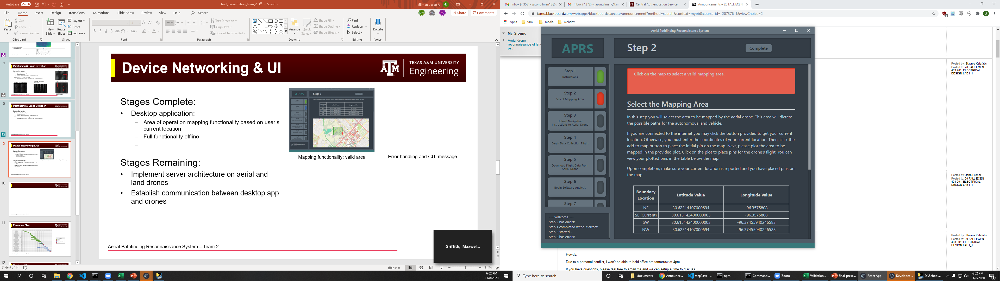 AutoSave On
final_presentation_team_2
Saved
Gilman, Jason A
GJ
File Home Insert Design Transitions Animations Slide Show Review View Help Search
DW MG MJ Share Comments
Paste
Cut
Copy
Format Painter
Clipboard
New Slide
Reuse Slides
Layout
Reset
Section
Slides
14
Font
Text Direction
Align Text
Convert to SmartArt
Paragraph
Arrange
Quick Styles
Shape Fill
Shape Outline
Shape Effects
Drawing
Find
Replace
Select
Editing
Dictate
Voice
7
Pathfinding & Drone Detection
8
Pathfinding & Drone Detection
9
Device Networking & UI
10
11
Execution Plan
12
Device Networking & UI
TEXAS A&M UNIVERSITY
Engineering
Stages Complete:
• Desktop application:
– Area of operation mapping functionality based on user's
current location
– Full functionality offline
–
Stages Remaining:
• Implement server architecture on aerial and
land drones
• Establish communication between desktop app
and drones
APRS
Step 2
Mapping functionality: valid area
Error handling and GUI message
Aerial Pathfinding Reconnaissance System – Team 2
Griffith, Maxwel...
Slide 9 of 14
Notes
114%
6:02 PM
11/8/2020
Inbox (4,358) - jasongilman18@g
Inbox (7,372) - jasongilman@tam
Central Authentication Service
Announcements – 20 FALL ECEN
tamu.blackboard.com/webapps/blackboard/execute/announcement?method=search&context=mybb&course_id=_207376_1&viewChoice=2
Apps tamu media webdev
My Groups
Aerial drone
reconnaissance of land
path
Aerial Pathfinding Reconnaissance System
APRS
Step 2
Complete
Step 1
Instructions
Step 2
Select Mapping Area
Step 3
Upload Navigation
Instructions to Aerial Drone
Step 4
Begin Data Collection Flight
Step 5
Download Flight Data From
Aerial Drone
Step 6
Begin Software Analysis
Step 7
----Welcome----
Step 2 has errors!
Step 1 completed without errors!
Step 2 started...
Step 2 has errors!
Click on the map to select a valid mapping area.
Select the Mapping Area
In this step you will select the area to be mapped by the aerial drone. This area will dictate
the possible paths for the autonomous land vehicle.
If you are connected to the internet you may click the button provided to get your current
location. Otherwise, you must enter the coordinates of your current location. Then, click the
add to map button to place the initial pin on the map. Next, please plot the area to be
mapped in the provided plot. Click on the plot to place pins for the drone's flight. You can
view your plotted pins in the table below the map.
Upon completion, make sure your current location is reported and you have placed pins on
the map.
Boundary Location Latitude Value Longitude Value
NE 30.62314107000694 -96.3575808
SE (Current) 30.615142400000003 -96.3575808
SW 30.615142400000003 -96.37455940246583
NW 30.62314107000694 -96.37455940246583
Posted by: Stavros Kalafatis
Posted to: 20 FALL ECEN
403 901: ELECTRICAL
DESIGN LAB I_1
Posted by: John Lusher
Posted to: 20 FALL ECEN
403 901: ELECTRICAL
DESIGN LAB I_1
Posted by: Stavros Kalafatis
Posted to: 20 FALL ECEN
403 901: ELECTRICAL
DESIGN LAB I_1
Howdy,
Due to a personal conflict, I won't be able to hold office hrs tomorrow at 4pm.
If you have questions, please feel free to email me and we can setup a time to discuss.
Type here to search
documents
Announce...
step2.tsx - ...
npm
Command...
Zoom
Validation...
final_prese...
React App
Developer ...
D:\School...
6:02 PM
11/8/2020